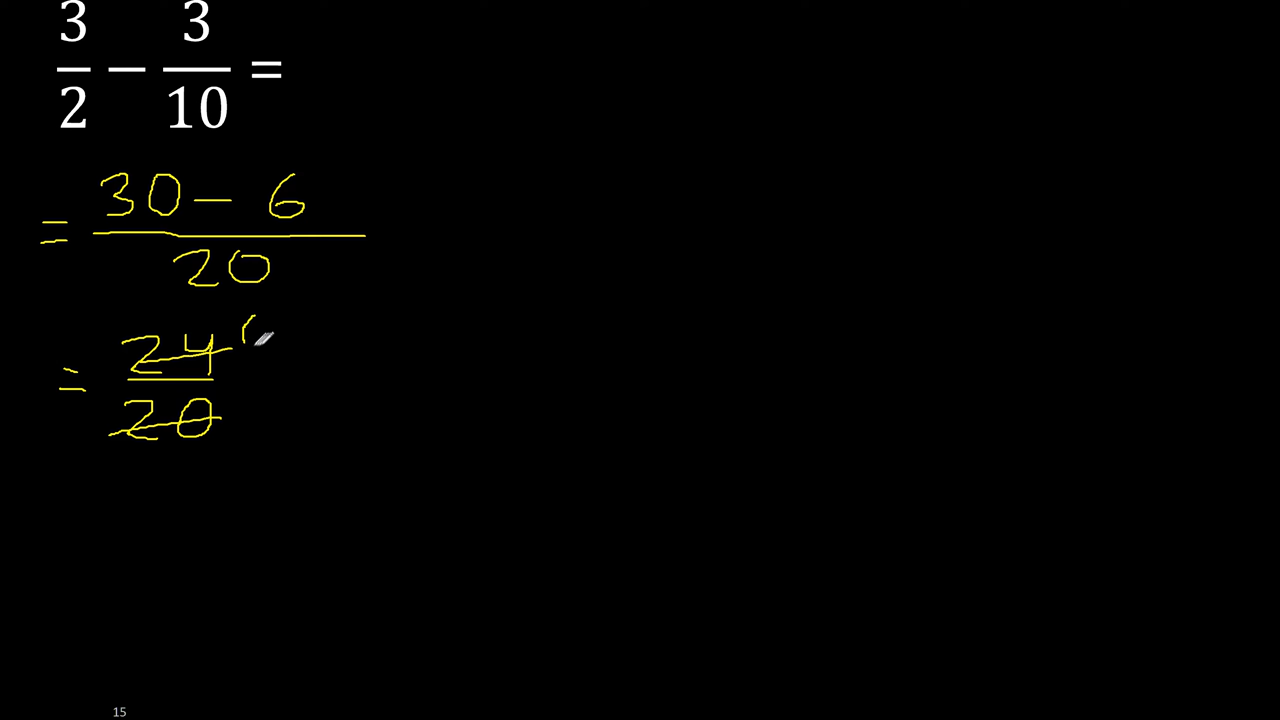 3/2 − 3/10 =
= 30 − 6 / 20
= 24 / 20
15